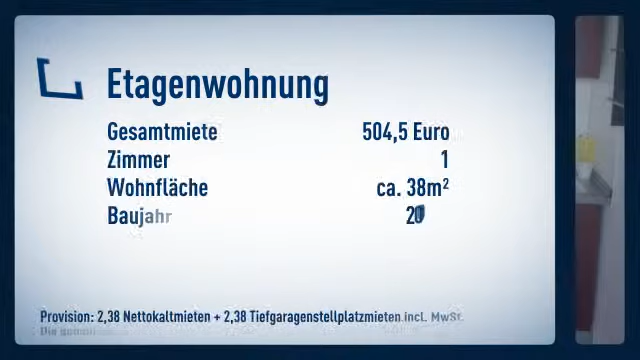 Etagenwohnung
Gesamtmiete 504,5 Euro
Zimmer 1
Wohnfläche ca. 38m²
Baujahr
Provision: 2,38 Nettokaltmieten + 2,38 Tiefgaragenstellplatzmieten incl. MwSt.